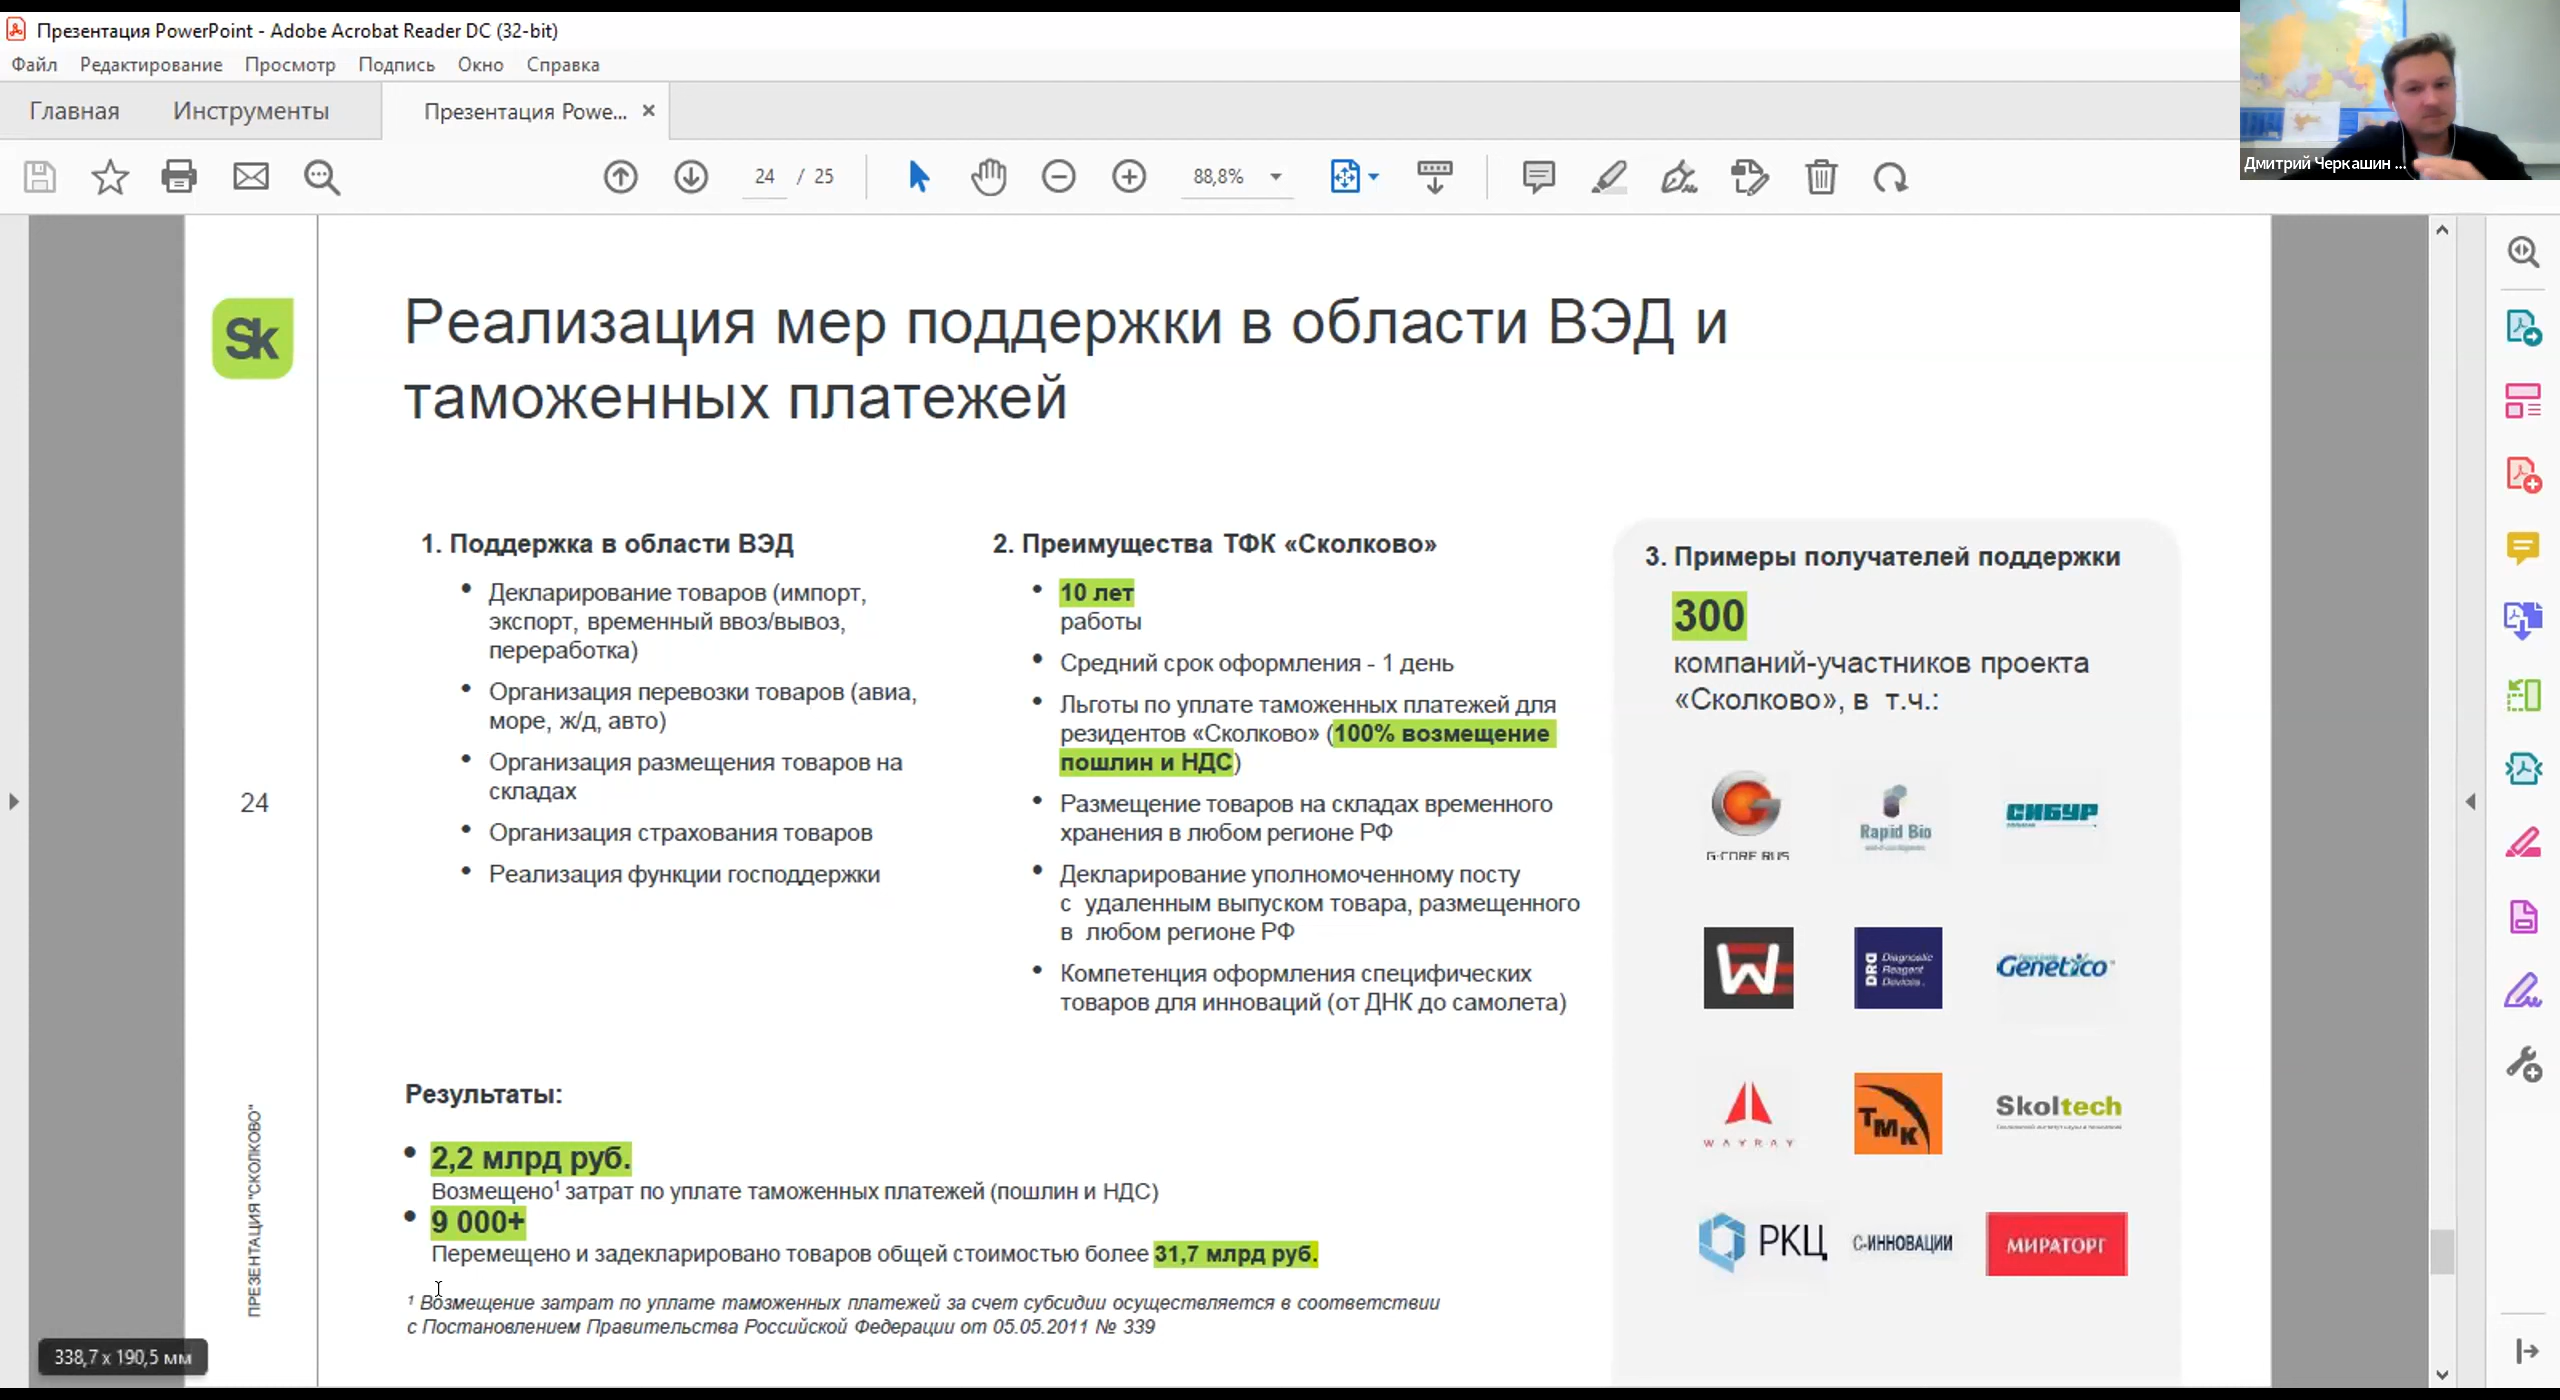 Презентация PowerPoint - Adobe Acrobat Reader DC (32-bit)
Файл Редактирование Просмотр Подпись Окно Справка
Главная Инструменты Презентация Powe...
24 / 25 88,8%
Дмитрий Черкашин ...
Sk
Реализация мер поддержки в области ВЭД и
таможенных платежей
1. Поддержка в области ВЭД
Декларирование товаров (импорт,
экспорт, временный ввоз/вывоз,
переработка)
Организация перевозки товаров (авиа,
море, ж/д, авто)
Организация размещения товаров на
складах
Организация страхования товаров
Реализация функции господдержки
2. Преимущества ТФК «Сколково»
10 лет
работы
Средний срок оформления - 1 день
Льготы по уплате таможенных платежей для
резидентов «Сколково» (100% возмещение
пошлин и НДС)
Размещение товаров на складах временного
хранения в любом регионе РФ
Декларирование уполномоченному посту
с удаленным выпуском товара, размещенного
в любом регионе РФ
Компетенция оформления специфических
товаров для инноваций (от ДНК до самолета)
3. Примеры получателей поддержки
300
компаний-участников проекта
«Сколково», в т.ч.:
G-CORE RUS
Rapid Bio
СИБУР
W
DRD Diagnostic
Reagent
Devices
Genetico
WAYRAY
ТМК
Skoltech
РКЦ
С-ИННОВАЦИИ
МИРАТОРГ
Результаты:
2,2 млрд руб.
Возмещено1 затрат по уплате таможенных платежей (пошлин и НДС)
9 000+
Перемещено и задекларировано товаров общей стоимостью более 31,7 млрд руб.
1 Возмещение затрат по уплате таможенных платежей за счет субсидии осуществляется в соответствии
с Постановлением Правительства Российской Федерации от 05.05.2011 № 339
24
ПРЕЗЕНТАЦИЯ "СКОЛКОВО"
338,7 x 190,5 мм